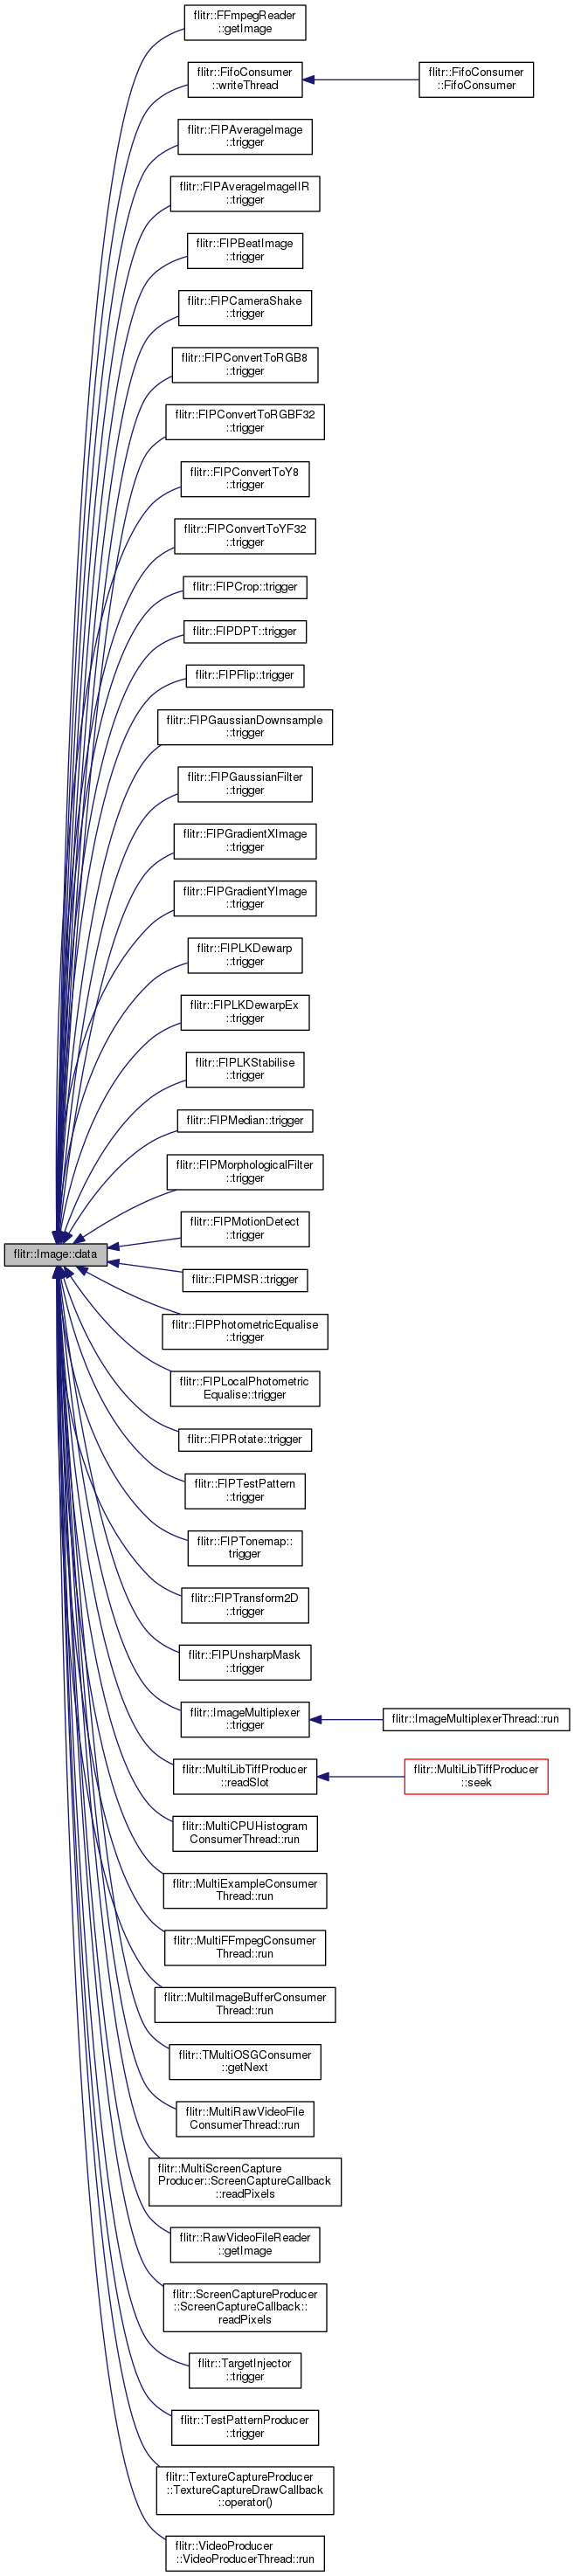 flitr::FFmpegReader
::getImage
flitr::FifoConsumer
::writeThread
flitr::FifoConsumer
::FifoConsumer
flitr::FIPAverageImage
::trigger
flitr::FIPAverageImageIIR
::trigger
flitr::FIPBeatImage
::trigger
flitr::FIPCameraShake
::trigger
flitr::FIPConvertToRGB8
::trigger
flitr::FIPConvertToRGBF32
::trigger
flitr::FIPConvertToY8
::trigger
flitr::FIPConvertToYF32
::trigger
flitr::FIPCrop::trigger
flitr::FIPDPT::trigger
flitr::FIPFlip::trigger
flitr::FIPGaussianDownsample
::trigger
flitr::FIPGaussianFilter
::trigger
flitr::FIPGradientXImage
::trigger
flitr::FIPGradientYImage
::trigger
flitr::FIPLKDewarp
::trigger
flitr::FIPLKDewarpEx
::trigger
flitr::FIPLKStabilise
::trigger
flitr::FIPMedian::trigger
flitr::FIPMorphologicalFilter
::trigger
flitr::FIPMotionDetect
::trigger
flitr::Image::data
flitr::FIPMSR::trigger
flitr::FIPPhotometricEqualise
::trigger
flitr::FIPLocalPhotometric
Equalise::trigger
flitr::FIPRotate::trigger
flitr::FIPTestPattern
::trigger
flitr::FIPTonemap::
trigger
flitr::FIPTransform2D
::trigger
flitr::FIPUnsharpMask
::trigger
flitr::ImageMultiplexer
::trigger
flitr::ImageMultiplexerThread::run
flitr::MultiLibTiffProducer
::readSlot
flitr::MultiLibTiffProducer
::seek
flitr::MultiCPUHistogram
ConsumerThread::run
flitr::MultiExampleConsumer
Thread::run
flitr::MultiFFmpegConsumer
Thread::run
flitr::MultiImageBufferConsumer
Thread::run
flitr::TMultiOSGConsumer
::getNext
flitr::MultiRawVideoFile
ConsumerThread::run
flitr::MultiScreenCapture
Producer::ScreenCaptureCallback
::readPixels
flitr::RawVideoFileReader
::getImage
flitr::ScreenCaptureProducer
::ScreenCaptureCallback::
readPixels
flitr::TargetInjector
::trigger
flitr::TestPatternProducer
::trigger
flitr::TextureCaptureProducer
::TextureCaptureDrawCallback
::operator()
flitr::VideoProducer
::VideoProducerThread::run